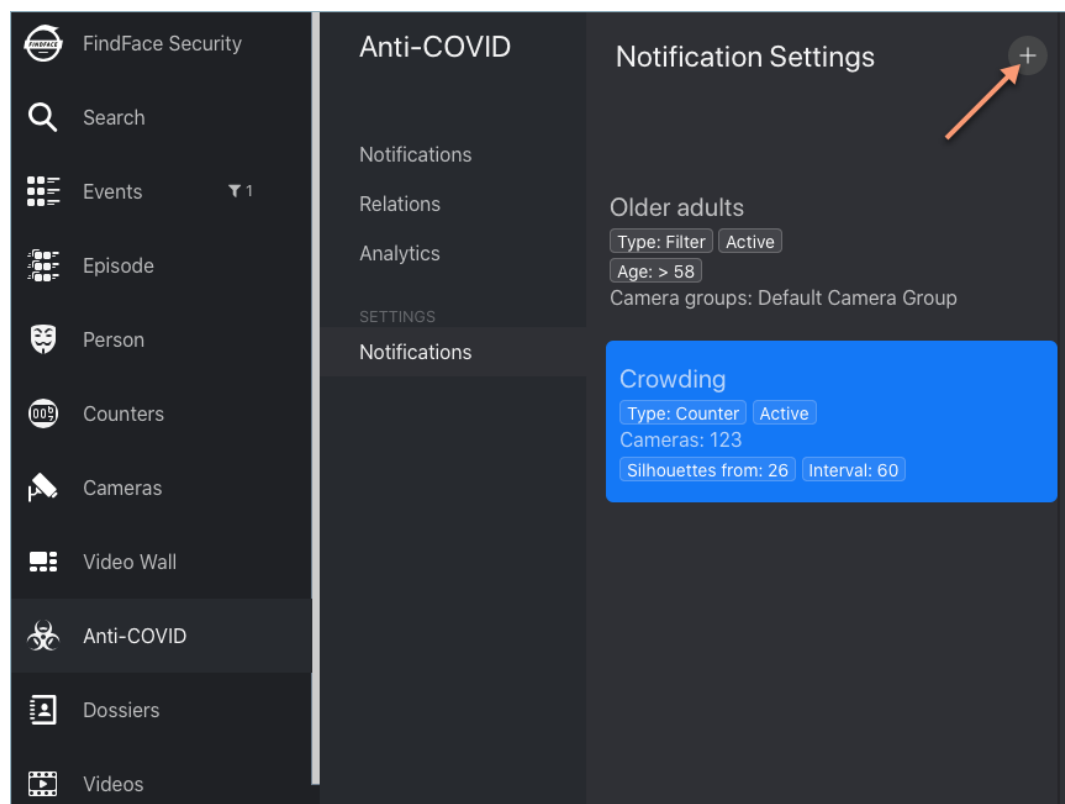 FINDFACE
FindFace Security
Search
Events 1
Episode
Person
Counters
Cameras
Video Wall
Anti-COVID
Dossiers
Videos
Anti-COVID
Notifications
Relations
Analytics
SETTINGS
Notifications
Notification Settings
Older adults
Type: Filter Active
Age: > 58
Camera groups: Default Camera Group
Crowding
Type: Counter Active
Cameras: 123
Silhouettes from: 26 Interval: 60